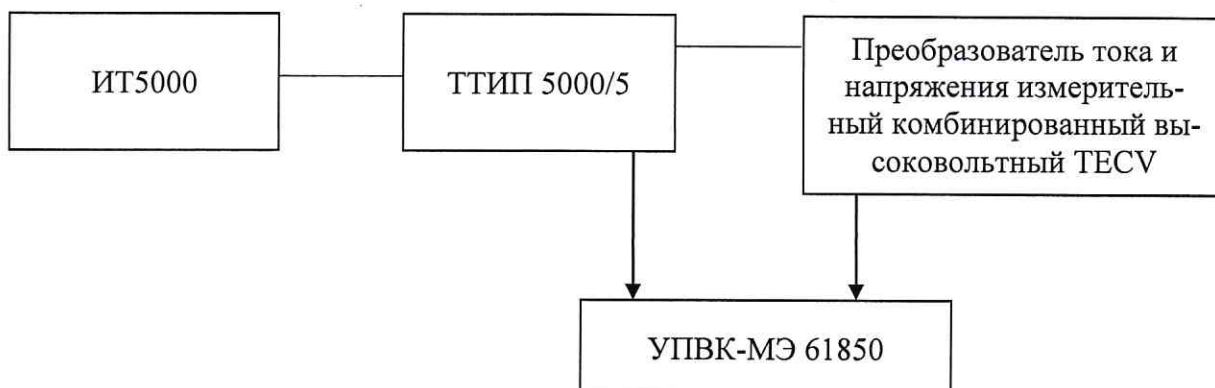 ИТ5000
ТТИП 5000/5
Преобразователь тока и
напряжения измеритель-
ный комбинированный вы-
соковольтный TECV
УПВК-МЭ 61850